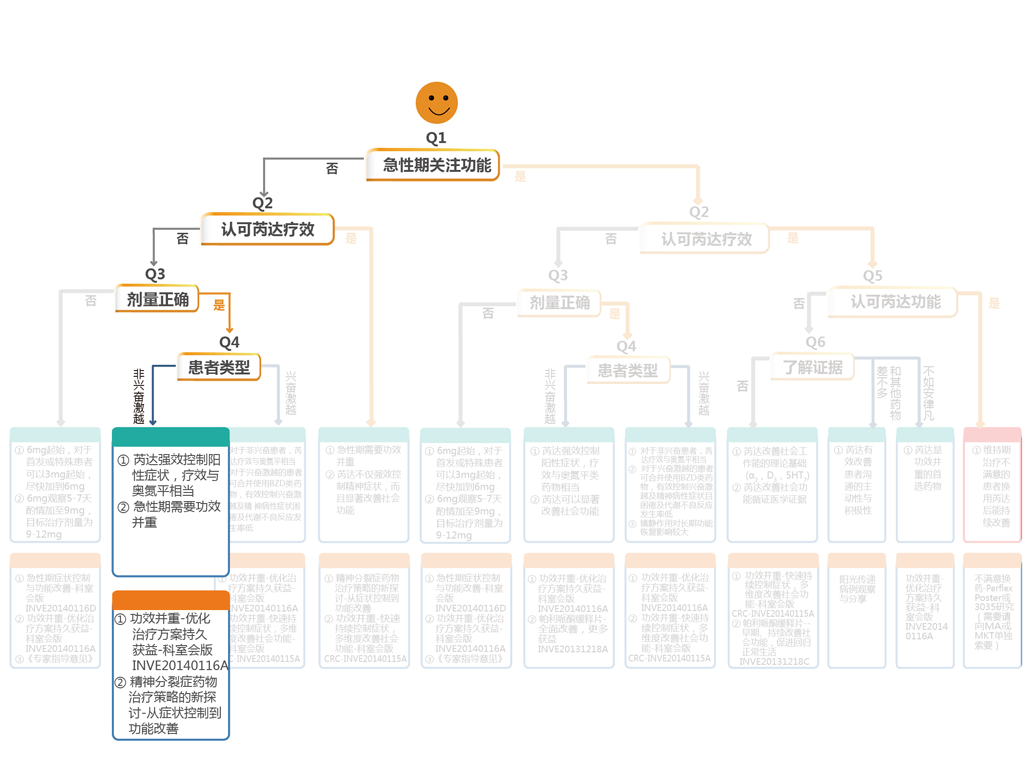 Q1
急性期关注功能
否
是
Q2
认可芮达疗效
Q2
认可芮达疗效
否
是
否
是
Q3
剂量正确
Q3
剂量正确
Q5
认可芮达功能
否
是
否
是
否
是
Q4
患者类型
Q4
患者类型
Q6
了解证据
非兴奋激越
兴奋激越
非兴奋激越
兴奋激越
否
和其他药物
差不多
不如安律凡
① 6mg起始，对于
首发或特殊患者
可以3mg起始，
尽快加到6mg
② 6mg观察5-7天
酌情加至9mg，
目标治疗剂量为
9-12mg
① 芮达强效控制阳
性症状，疗效与
奥氮平相当
② 急性期需要功效
并重
对于非兴奋患者，芮
达疗效与奥氮平相当
对于兴奋激越的患者
可合并使用BZD类药
物，有效控制兴奋激
越及精 神病性症状困
倦及代谢不良反应发
生率低
① 急性期需要功效
并重
② 芮达不仅强效控
制精神症状，而
且显著改善社会
功能
① 6mg起始，对于
首发或特殊患者
可以3mg起始，
尽快加到6mg
② 6mg观察5-7天
酌情加至9mg，
目标治疗剂量为
9-12mg
① 芮达强效控制
阳性症状，疗
效与奥氮平类
药物相当
② 芮达可以显著
改善社会功能
① 对于非兴奋患者，芮
达疗效与奥氮平相当
② 对于兴奋激越的患者
可合并使用BZD类药
物，有效控制兴奋激
越及精神病性症状且
困倦及代谢不良反应
发生率低
③ 镇静作用对长期功能
恢复影响较大
① 芮达改善社会工
作能的理论基础
(α₂，D₂，5HT₇)
② 芮达改善社会功
能循证医学证据
① 芮达有
效改善
患者沟
通的主
动性与
积极性
① 芮达是
功效并
重的首
选药物
① 维持期
治疗不
满意的
患者换
用芮达
后能持
续改善
① 急性期症状控制
与功能改善-科室
会版
INVE20140116D
② 功效并重-优化治
疗方案持久获益-
科室会版
INVE20140116A
③《专家指导意见》
① 功效并重-优化
治疗方案持久
获益-科室会版
INVE20140116A
② 精神分裂症药物
治疗策略的新探
讨-从症状控制到
功能改善
功效并重-优化治
疗方案持久获益-
科室会版
INVE20140116A
功效并重-快速持
续控制症状，多维
度改善社会功能-
科室会版
CRC-INVE20140115A
① 精神分裂症药物
治疗策略的新探
讨-从症状控制到
功能改善
② 功效并重-快速持
续控制症状，
多维度改善社会
功能-科室会版
CRC-INVE20140115A
① 急性期症状控制
与功能改善-科室
会版
INVE20140116D
② 功效并重-优化治
疗方案持久获益-
科室会版
INVE20140116A
③《专家指导意见》
① 功效并重-优化治
疗方案持久获益-
科室会版
INVE20140116A
② 帕利哌酮缓释片-
全面改善，更多
获益
INVE20131218A
① 功效并重-优化治
疗方案持久获益-
科室会版
INVE20140116A
② 功效并重-快速持
续控制症状，多
维度改善社会功
能-科室会版
CRC-INVE20140115A
① 功效并重-快速持
续控制症状，多
维度改善社会功
能-科室会版
CRC-INVE20140115A
② 帕利哌酮缓释片--
早期、持续改善社
会功能，促进回归
正常生活
INVE20131218C
阳光传递
病例观察
与分享
功效并重-
优化治疗
方案持久
获益-科
室会版
INVE2014
0116A
不满意换
药-Perflex
Poster或
3035研究
（需要请
向MA或
MKT单独
索要）